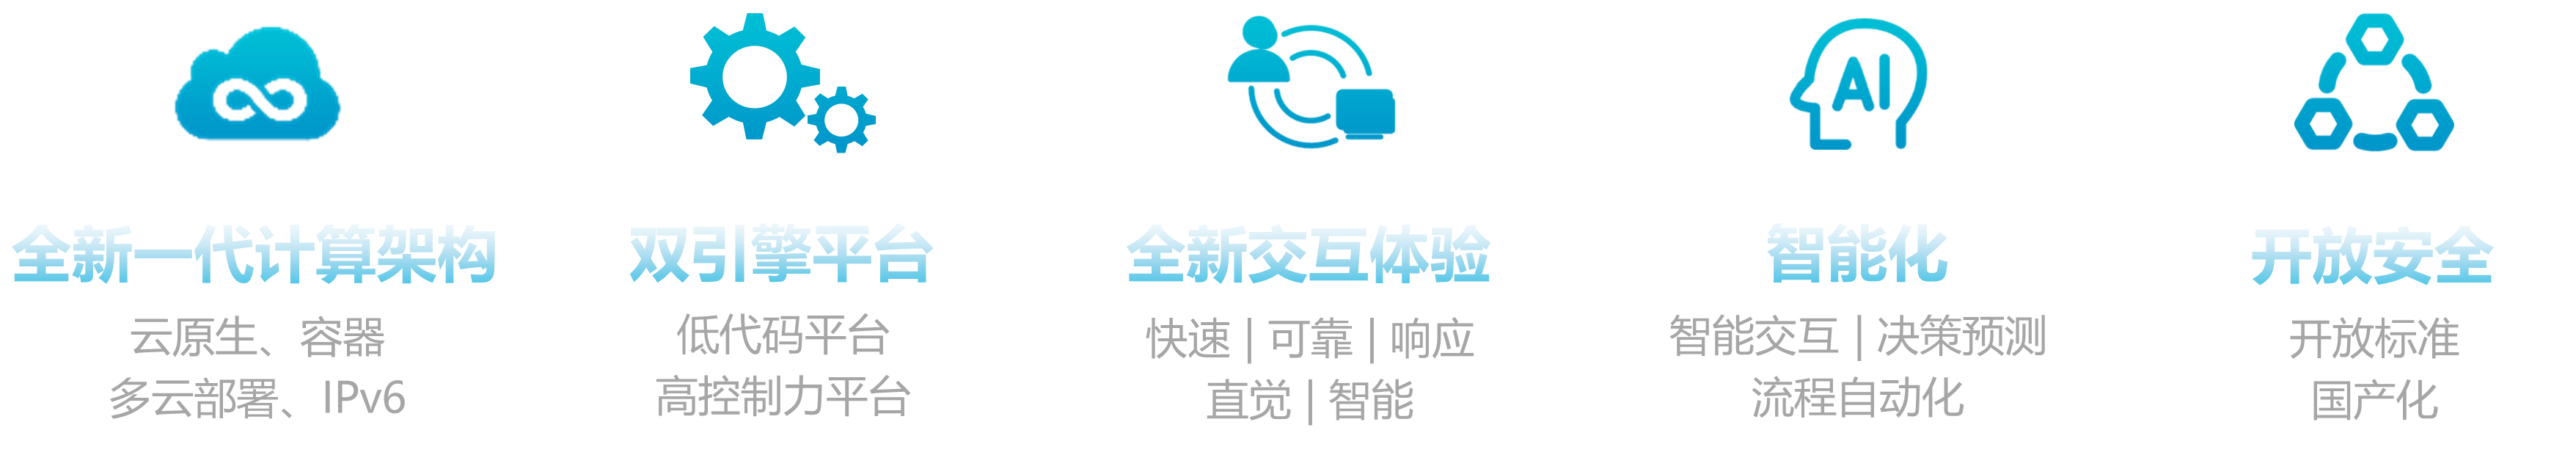 AI
全新一代计算架构
云原生、容器
多云部署、IPv6
双引擎平台
低代码平台
高控制力平台
全新交互体验
快速 | 可靠 | 响应
直觉 | 智能
智能化
智能交互 | 决策预测
流程自动化
开放安全
开放标准
国产化